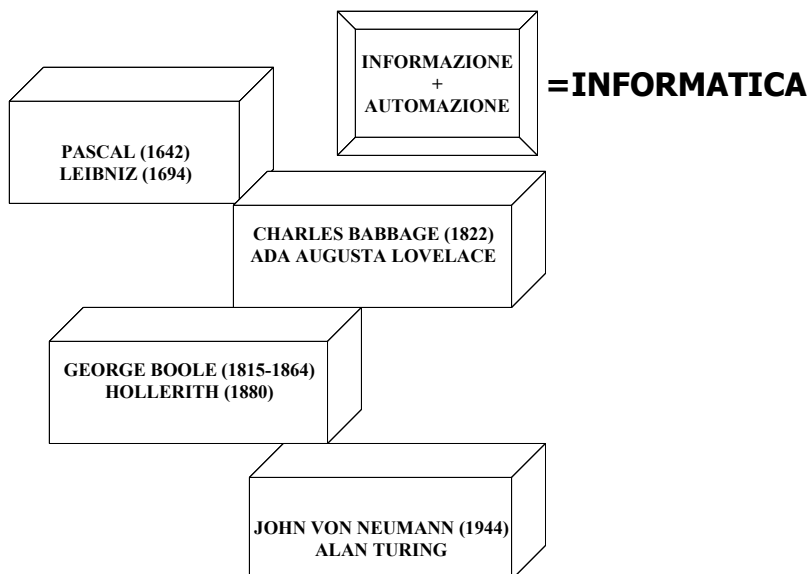 INFORMAZIONE
+
AUTOMAZIONE
=INFORMATICA
PASCAL (1642)
LEIBNIZ (1694)
CHARLES BABBAGE (1822)
ADA AUGUSTA LOVELACE
GEORGE BOOLE (1815-1864)
HOLLERITH (1880)
JOHN VON NEUMANN (1944)
ALAN TURING